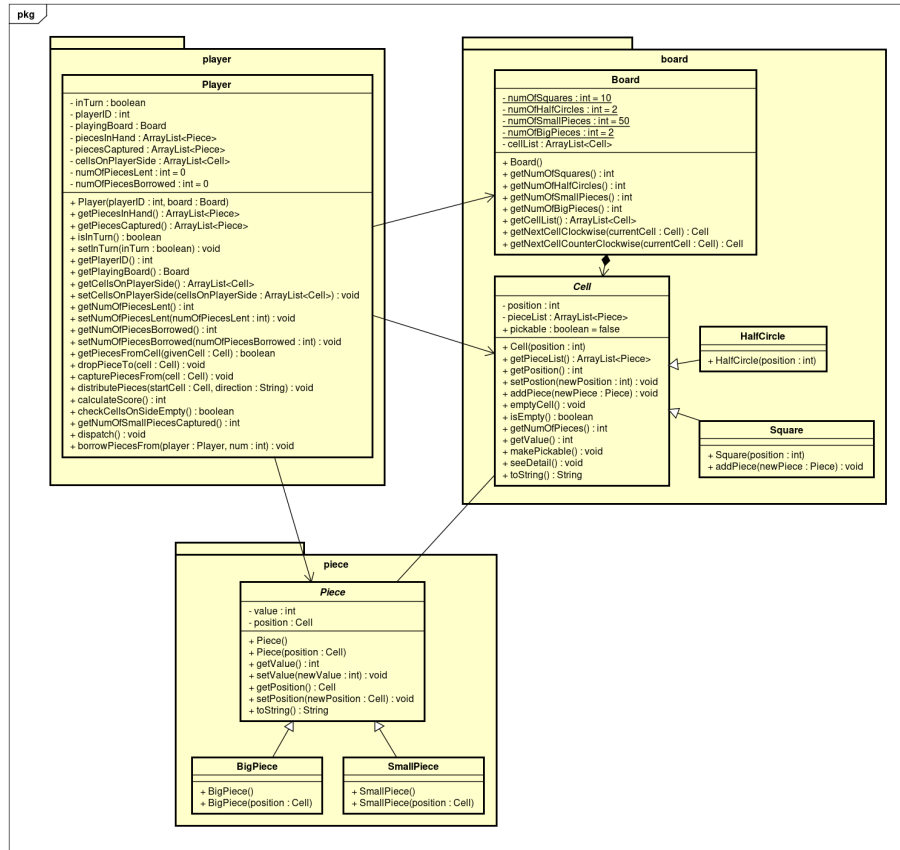 pkg
player
Player
- inTurn : boolean
- playerID : int
- playingBoard : Board
- piecesInHand : ArrayList<Piece>
- piecesCaptured : ArrayList<Piece>
- cellsOnPlayerSide : ArrayList<Cell>
- numOfPiecesLent : int = 0
- numOfPiecesBorrowed : int = 0
+ Player(playerID : int, board : Board)
+ getPiecesInHand() : ArrayList<Piece>
+ getPiecesCaptured() : ArrayList<Piece>
+ isInTurn() : boolean
+ setInTurn(inTurn : boolean) : void
+ getPlayerID() : int
+ getPlayingBoard() : Board
+ getCellsOnPlayerSide() : ArrayList<Cell>
+ setCellsOnPlayerSide(cellsOnPlayerSide : ArrayList<Cell>) : void
+ getNumOfPiecesLent() : int
+ setNumOfPiecesLent(numOfPiecesLent : int) : void
+ getNumOfPiecesBorrowed() : int
+ setNumOfPiecesBorrowed(numOfPiecesBorrowed : int) : void
+ getPiecesFromCell(givenCell : Cell) : boolean
+ dropPieceTo(cell : Cell) : void
+ capturePiecesFrom(cell : Cell) : void
+ distributePieces(startCell : Cell, direction : String) : void
+ calculateScore() : int
+ checkCellsOnSideEmpty() : boolean
+ getNumOfSmallPiecesCaptured() : int
+ dispatch() : void
+ borrowPiecesFrom(player : Player, num : int) : void
board
Board
- numOfSquares : int = 10
- numOfHalfCircles : int = 2
- numOfSmallPieces : int = 50
- numOfBigPieces : int = 2
- cellList : ArrayList<Cell>
+ Board()
+ getNumOfSquares() : int
+ getNumOfHalfCircles() : int
+ getNumOfSmallPieces() : int
+ getNumOfBigPieces() : int
+ getCellList() : ArrayList<Cell>
+ getNextCellClockwise(currentCell : Cell) : Cell
+ getNextCellCounterClockwise(currentCell : Cell) : Cell
Cell
- position : int
- pieceList : ArrayList<Piece>
+ pickable : boolean = false
+ Cell(position : int)
+ getPieceList() : ArrayList<Piece>
+ getPosition() : int
+ setPostion(newPosition : int) : void
+ addPiece(newPiece : Piece) : void
+ emptyCell() : void
+ isEmpty() : boolean
+ getNumOfPieces() : int
+ getValue() : int
+ makePickable() : void
+ seeDetail() : void
+ toString() : String
HalfCircle
+ HalfCircle(position : int)
Square
+ Square(position : int)
+ addPiece(newPiece : Piece) : void
piece
Piece
- value : int
- position : Cell
+ Piece()
+ Piece(position : Cell)
+ getValue() : int
+ setValue(newValue : int) : void
+ getPosition() : Cell
+ setPosition(newPosition : Cell) : void
+ toString() : String
BigPiece
+ BigPiece()
+ BigPiece(position : Cell)
SmallPiece
+ SmallPiece()
+ SmallPiece(position : Cell)